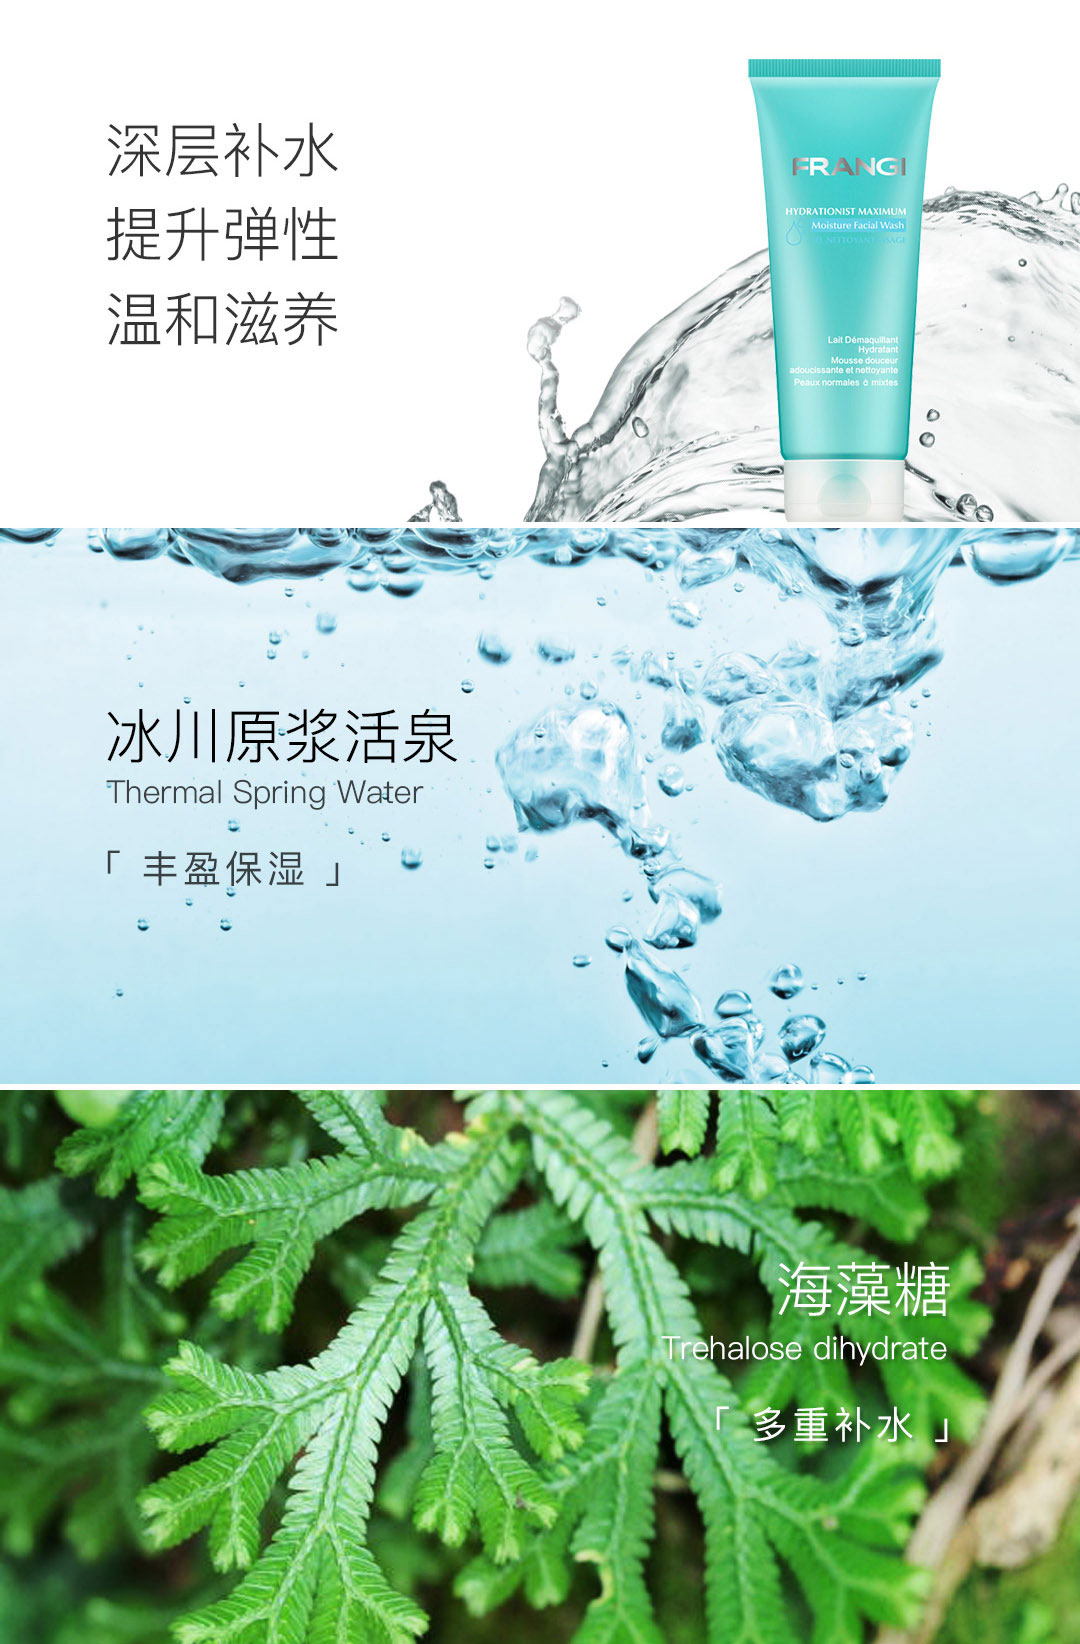 深层补水
提升弹性
温和滋养
FRANGI
HYDRATIONIST MAXIMUM
Moisture Facial Wash
NETTOYANT VISAGE
Lait Démaquillant
Hydratant
Mousse douceur
adoucissante et nettoyante
Peaux normales à mixtes
冰川原浆活泉
Thermal Spring Water
「 丰盈保湿 」
海藻糖
Trehalose dihydrate
「 多重补水 」